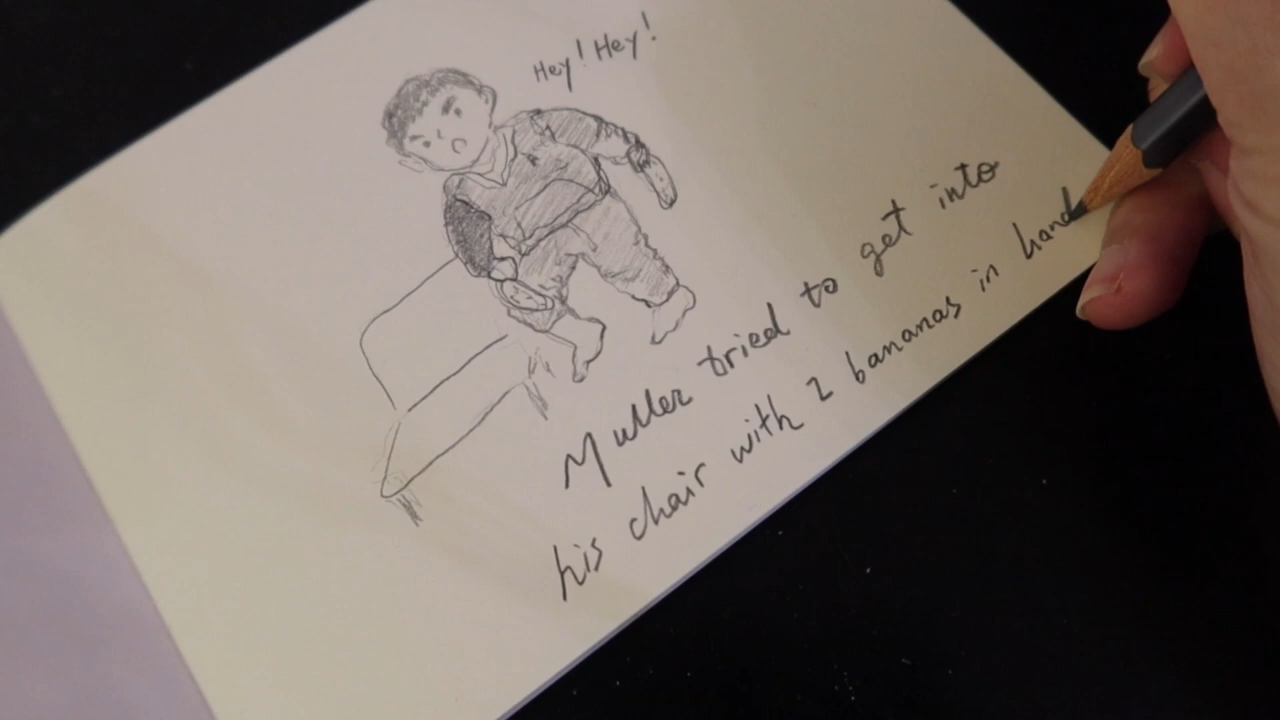 Hey! Hey!
Muller tried to get into
his chair with 2 bananas in hand